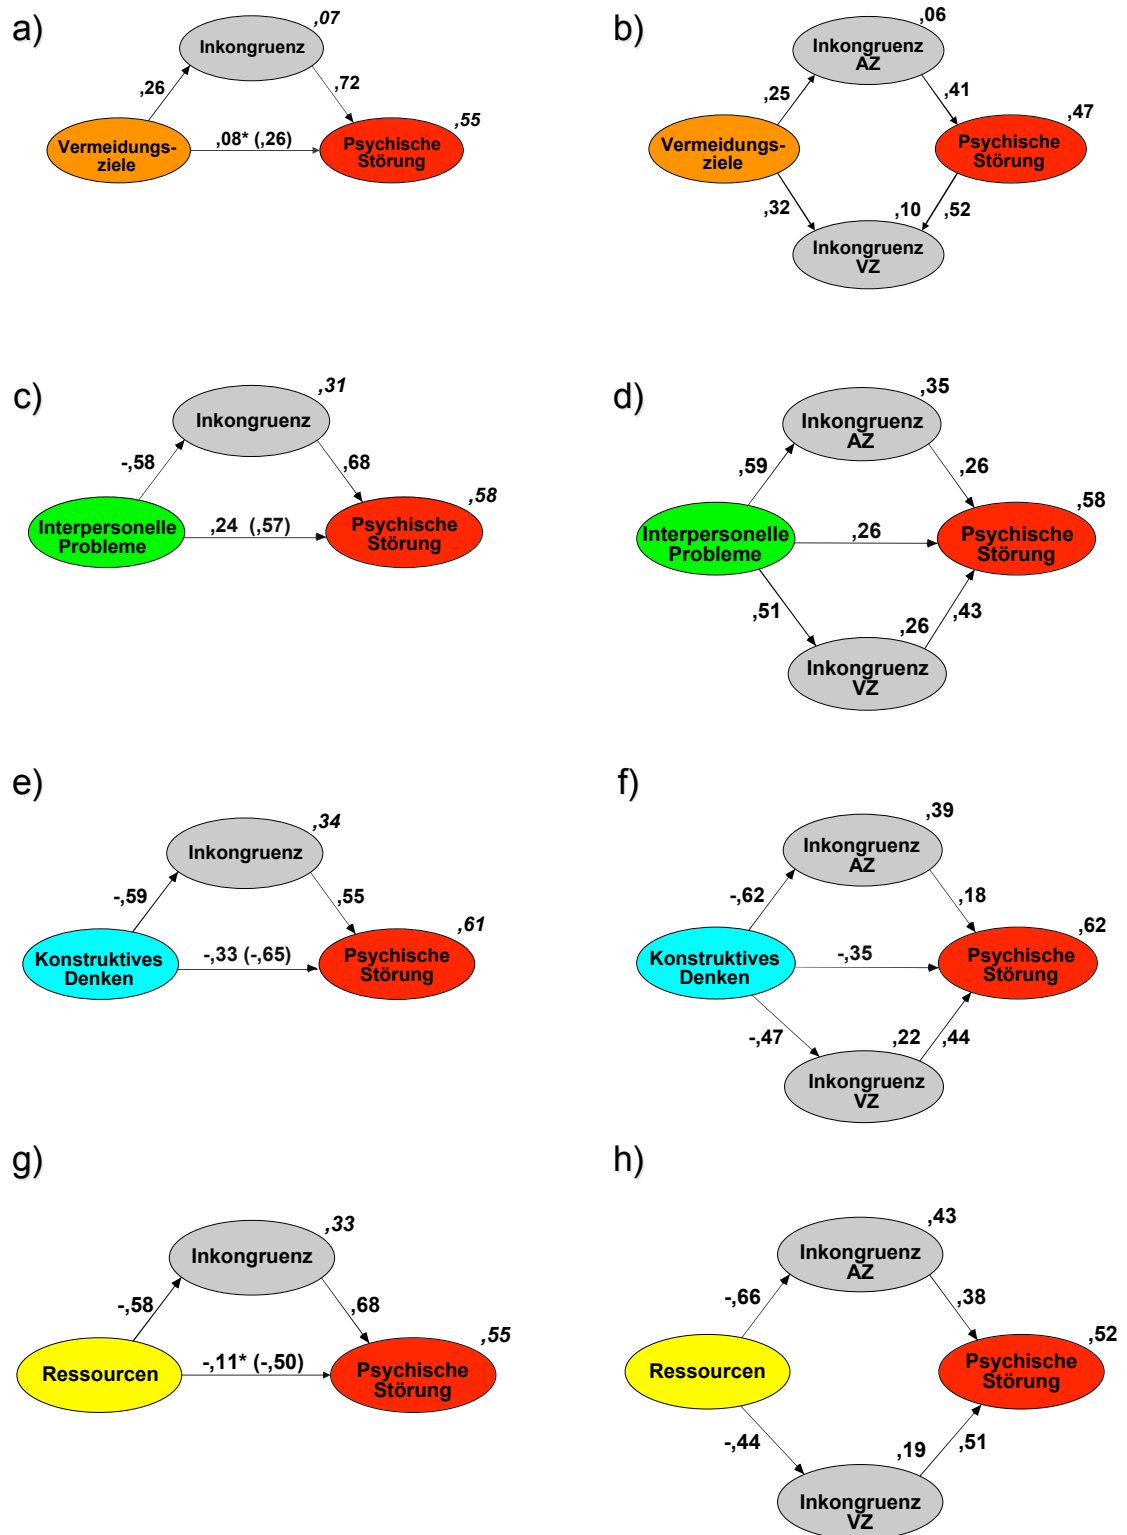 a)
,07
Inkongruenz
,26
,72
,55
Vermeidungs-
ziele
,08* (,26)
Psychische
Störung
b)
,06
Inkongruenz
AZ
,25
,41
,47
Vermeidungs-
ziele
Psychische
Störung
,32
,10
,52
Inkongruenz
VZ
c)
,31
Inkongruenz
-,58
,68
,58
Interpersonelle
Probleme
,24 (,57)
Psychische
Störung
d)
,35
Inkongruenz
AZ
,59
,26
,58
Interpersonelle
Probleme
,26
Psychische
Störung
,51
,26
,43
Inkongruenz
VZ
e)
,34
Inkongruenz
-,59
,55
,61
Konstruktives
Denken
-,33 (-,65)
Psychische
Störung
f)
,39
Inkongruenz
AZ
-,62
,18
,62
Konstruktives
Denken
-,35
Psychische
Störung
-,47
,22
,44
Inkongruenz
VZ
g)
,33
Inkongruenz
-,58
,68
,55
Ressourcen
-,11* (-,50)
Psychische
Störung
h)
,43
Inkongruenz
AZ
-,66
,38
,52
Ressourcen
Psychische
Störung
-,44
,19
,51
Inkongruenz
VZ